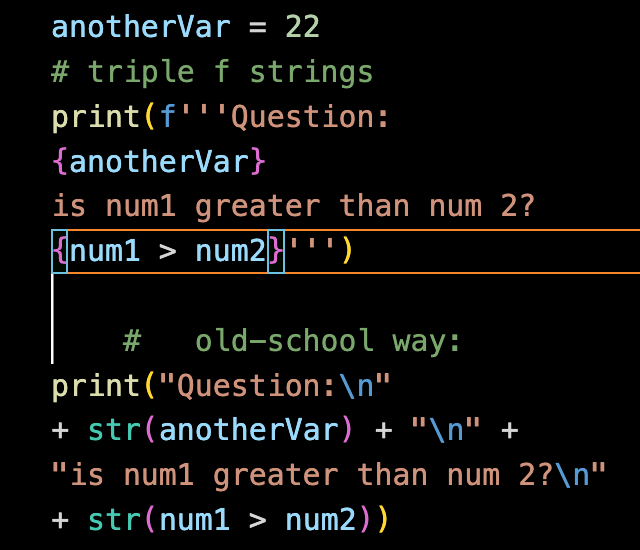 anotherVar = 22
# triple f strings
print(f'''Question:
{anotherVar}
is num1 greater than num 2?
{num1 > num2}''')
#   old-school way:
print("Question:\n"
+ str(anotherVar) + "\n" +
"is num1 greater than num 2?\n"
+ str(num1 > num2))